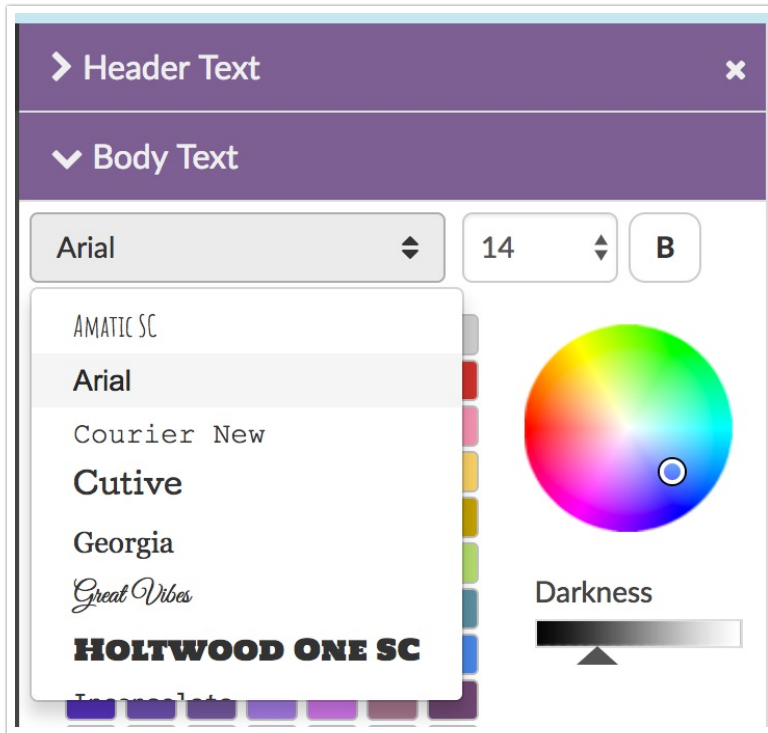 Header Text
Body Text
Arial 14 B
Amatic SC
Arial
Courier New
Cutive
Georgia
Great Vibes
Holtwood One SC
Darkness